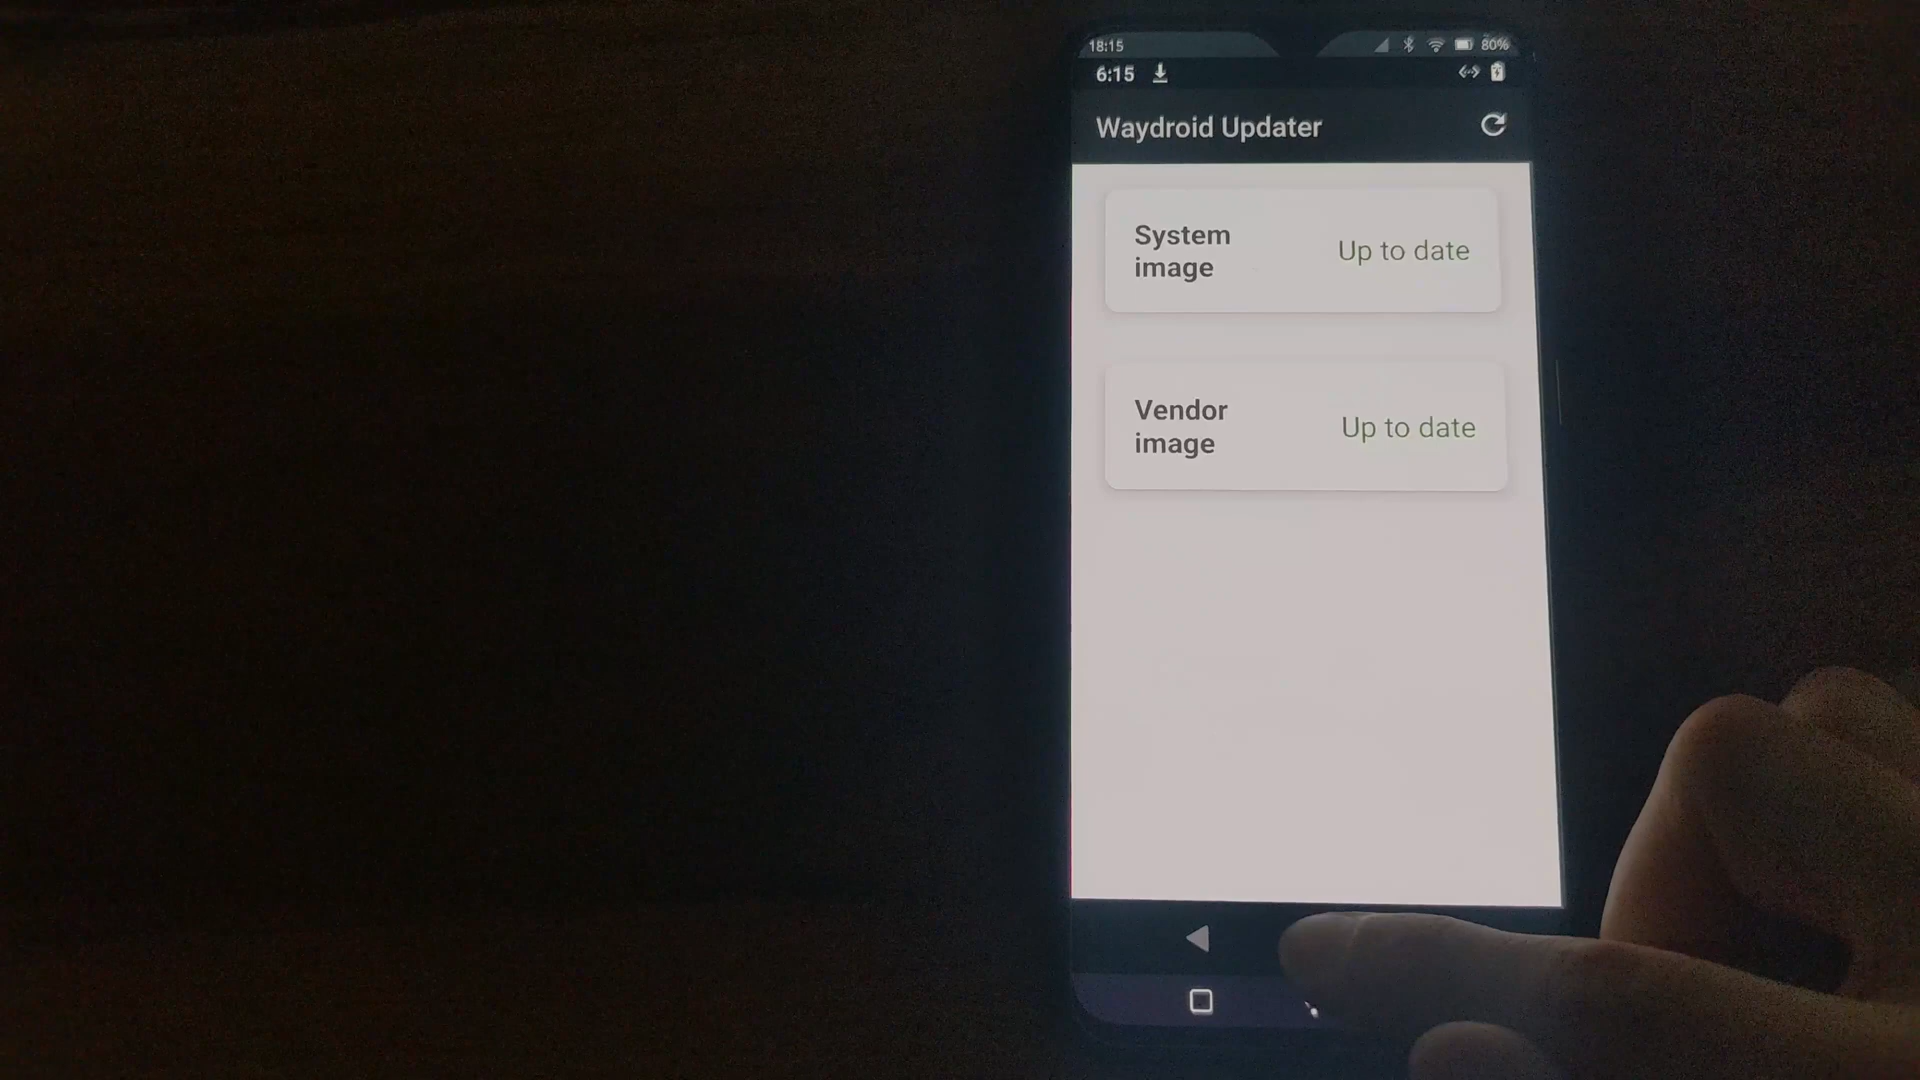 18:15 80%
6:15
Waydroid Updater
System
image
Up to date
Vendor
image
Up to date